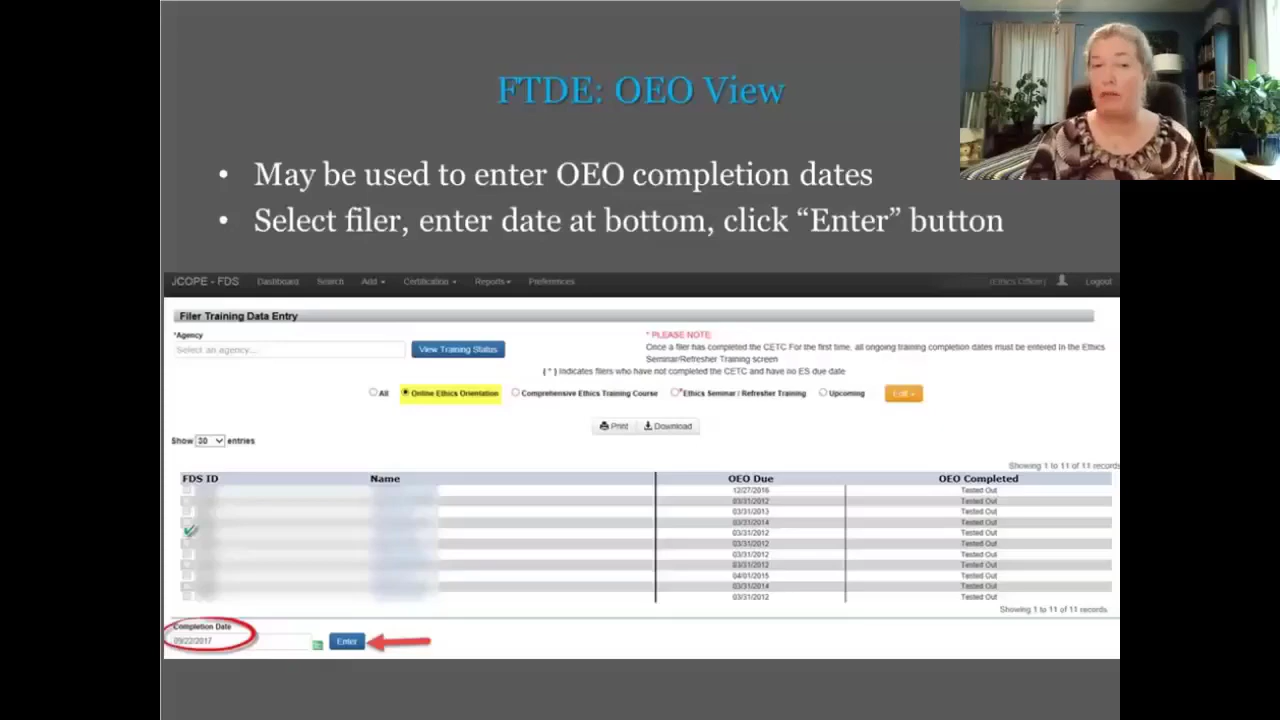 FTDE: OEO View
• May be used to enter OEO completion dates
• Select filer, enter date at bottom, click “Enter” button
JCOPE - FDS Dashboard Search Add Certification Reports Preferences (Ethics Officer) Logout
Filer Training Data Entry
*Agency
Select an agency... View Training Status
* PLEASE NOTE:
Once a filer has completed the CETC For the first time, all ongoing training completion dates must be entered In the Ethics
Seminar/Refresher Training screen
( * ) Indicates filers who have not completed the CETC and have no ES due date
All Online Ethics Orientation Comprehensive Ethics Training Course *Ethics Seminar / Refresher Training Upcoming Edit
Print Download
Show 30 entries
Showing 1 to 11 of 11 records
FDS ID Name OEO Due OEO Completed
12/27/2016 Tested Out
03/31/2012 Tested Out
03/31/2013 Tested Out
03/31/2014 Tested Out
03/31/2012 Tested Out
03/31/2012 Tested Out
03/31/2012 Tested Out
03/31/2012 Tested Out
04/01/2015 Tested Out
03/31/2014 Tested Out
03/31/2012 Tested Out
Showing 1 to 11 of 11 records
Completion Date
09/22/2017 Enter